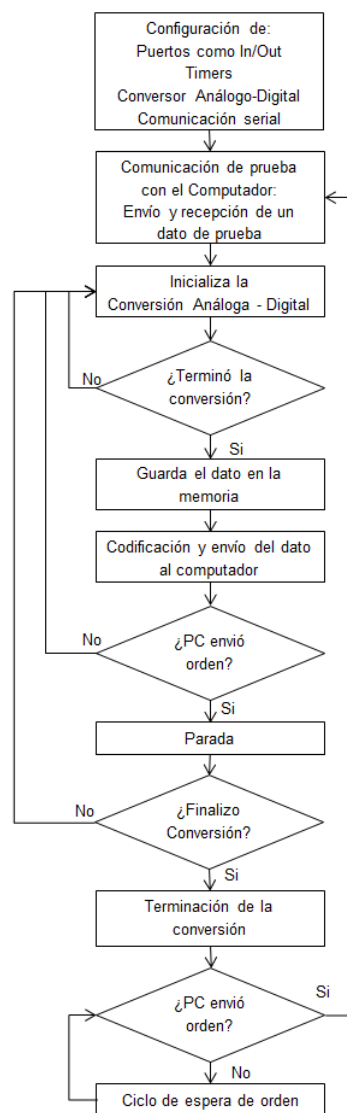 Configuración de:
Puertos como In/Out
Timers
Conversor Análogo-Digital
Comunicación serial
Comunicación de prueba
con el Computador:
Envío y recepción de un
dato de prueba
Inicializa la
Conversión Análoga - Digital
¿Terminó la
conversión?
No
Si
Guarda el dato en la
memoria
Codificación y envío del dato
al computador
¿PC envió
orden?
No
Si
Parada
¿Finalizo
Conversión?
No
Si
Terminación de la
conversión
¿PC envió
orden?
Si
No
Ciclo de espera de orden